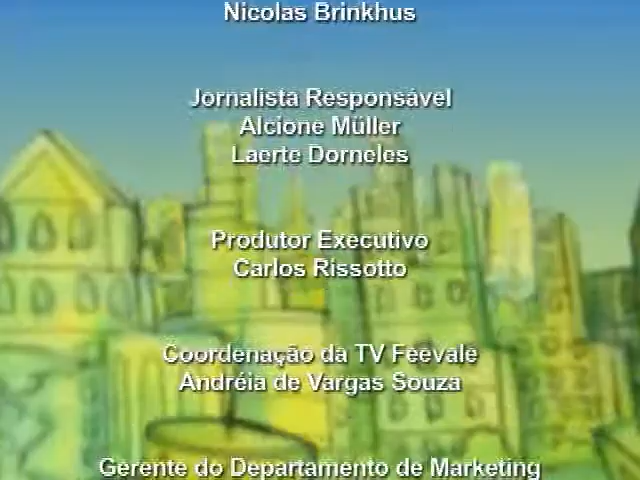 Nicolas Brinkhus
Jornalista Responsável
Alcione Müller
Laerte Dorneles
Produtor Executivo
Carlos Rissotto
Coordenação da TV Feevale
Andréia de Vargas Souza
Gerente do Departamento de Marketing